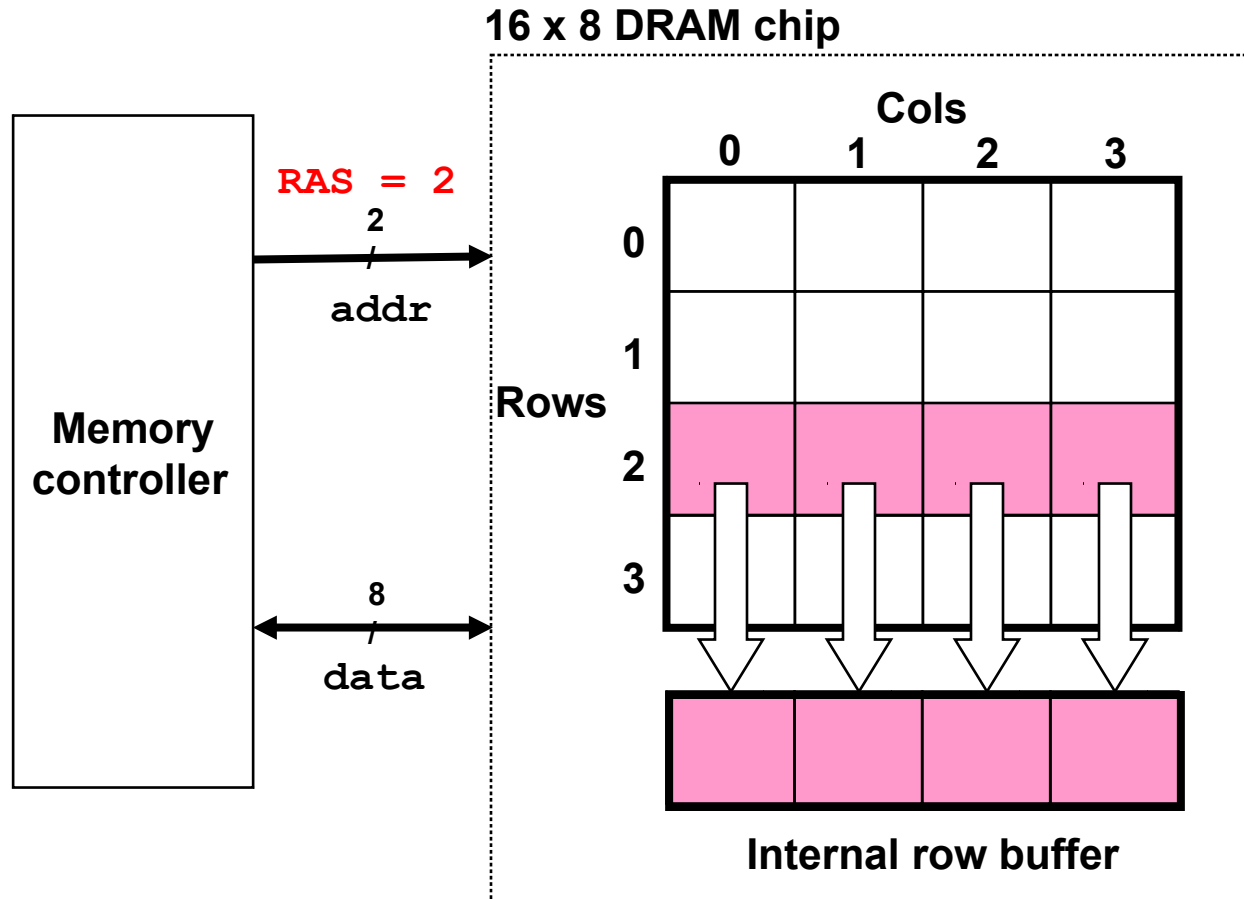 16 x 8 DRAM chip
Cols
0 1 2 3
RAS = 2
2
/
addr
0
1
Rows
Memory
controller
2
3
8
/
data
Internal row buffer